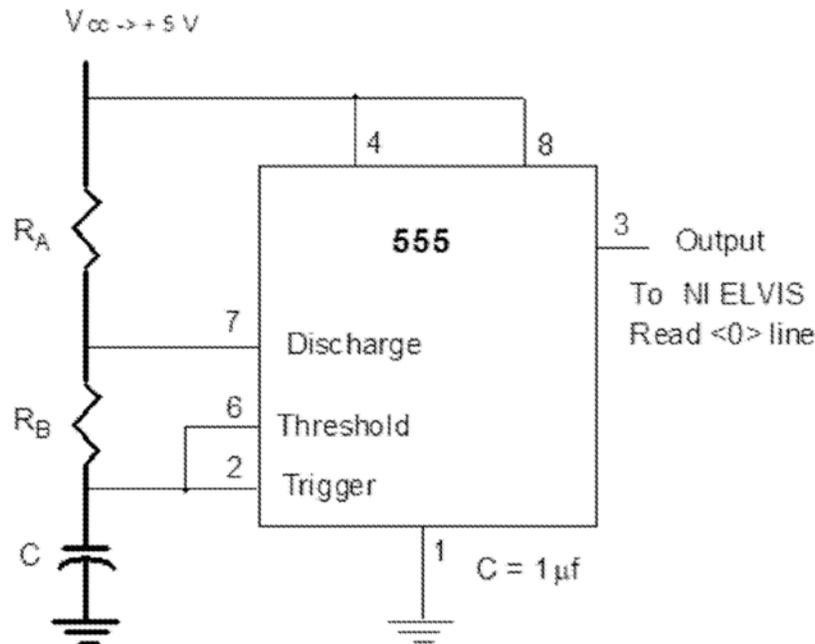 Vcc -> + 5 V
4
8
RA
555
3
Output
To NI ELVIS
Read <0> line
7
Discharge
RB
6
Threshold
2
Trigger
C
1
C = 1μf